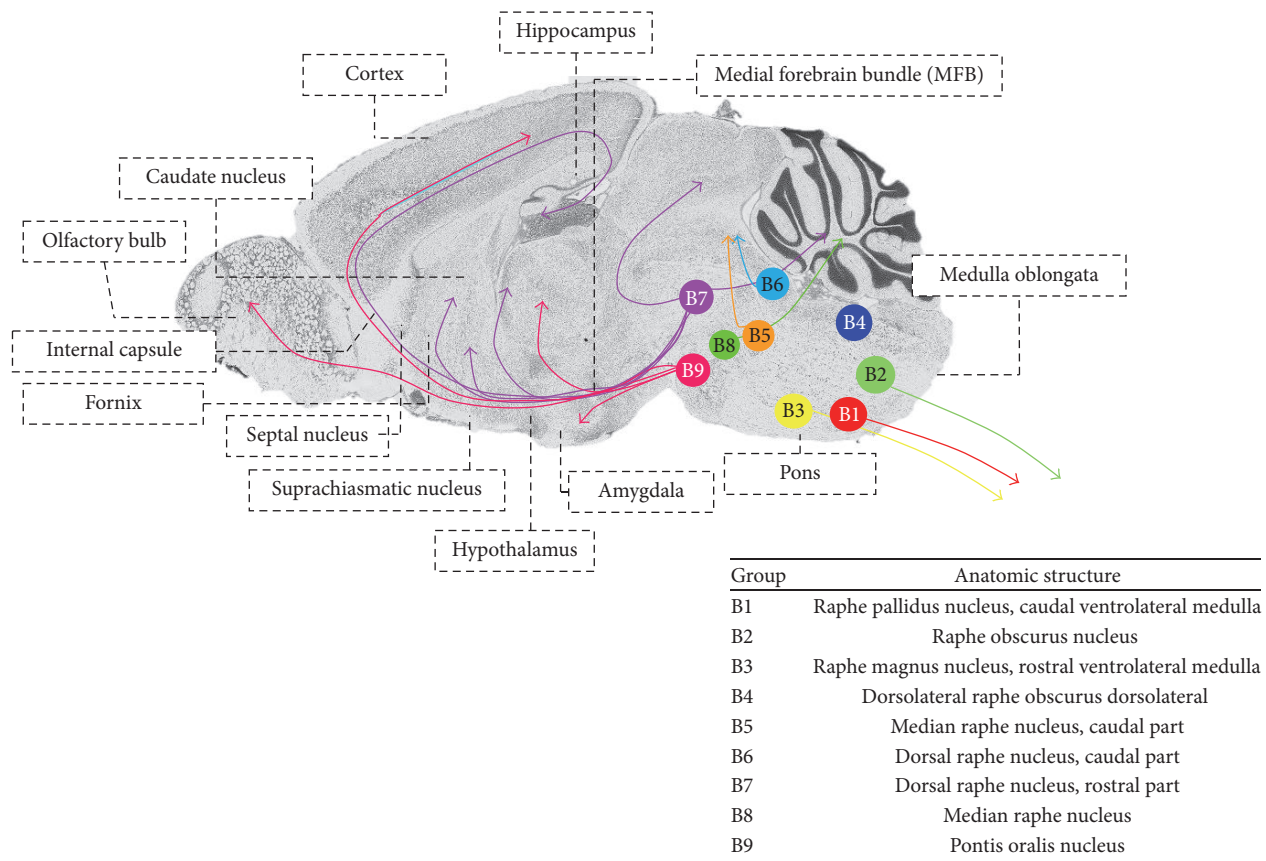 Hippocampus
Cortex
Medial forebrain bundle (MFB)
Caudate nucleus
Olfactory bulb
Medulla oblongata
Internal capsule
Fornix
Septal nucleus
Suprachiasmatic nucleus
Amygdala
Pons
Hypothalamus
B7
B6
B4
B5
B8
B9
B2
B3
B1
Group Anatomic structure
B1 Raphe pallidus nucleus, caudal ventrolateral medulla
B2 Raphe obscurus nucleus
B3 Raphe magnus nucleus, rostral ventrolateral medulla
B4 Dorsolateral raphe obscurus dorsolateral
B5 Median raphe nucleus, caudal part
B6 Dorsal raphe nucleus, caudal part
B7 Dorsal raphe nucleus, rostral part
B8 Median raphe nucleus
B9 Pontis oralis nucleus